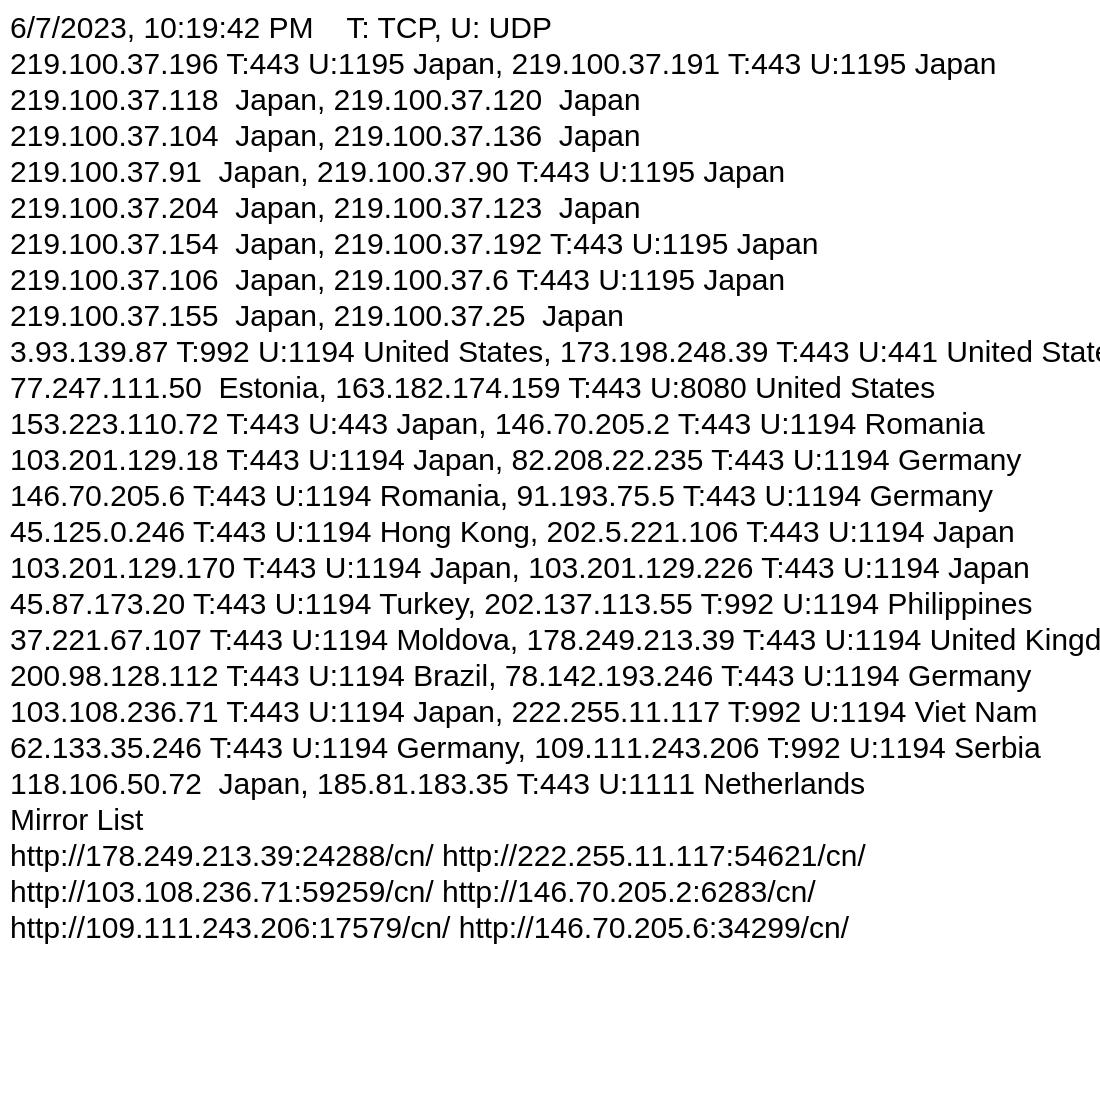 6/7/2023, 10:19:42 PM    T: TCP, U: UDP
219.100.37.196 T:443 U:1195 Japan, 219.100.37.191 T:443 U:1195 Japan
219.100.37.118  Japan, 219.100.37.120  Japan
219.100.37.104  Japan, 219.100.37.136  Japan
219.100.37.91  Japan, 219.100.37.90 T:443 U:1195 Japan
219.100.37.204  Japan, 219.100.37.123  Japan
219.100.37.154  Japan, 219.100.37.192 T:443 U:1195 Japan
219.100.37.106  Japan, 219.100.37.6 T:443 U:1195 Japan
219.100.37.155  Japan, 219.100.37.25  Japan
3.93.139.87 T:992 U:1194 United States, 173.198.248.39 T:443 U:441 United State
77.247.111.50  Estonia, 163.182.174.159 T:443 U:8080 United States
153.223.110.72 T:443 U:443 Japan, 146.70.205.2 T:443 U:1194 Romania
103.201.129.18 T:443 U:1194 Japan, 82.208.22.235 T:443 U:1194 Germany
146.70.205.6 T:443 U:1194 Romania, 91.193.75.5 T:443 U:1194 Germany
45.125.0.246 T:443 U:1194 Hong Kong, 202.5.221.106 T:443 U:1194 Japan
103.201.129.170 T:443 U:1194 Japan, 103.201.129.226 T:443 U:1194 Japan
45.87.173.20 T:443 U:1194 Turkey, 202.137.113.55 T:992 U:1194 Philippines
37.221.67.107 T:443 U:1194 Moldova, 178.249.213.39 T:443 U:1194 United Kingd
200.98.128.112 T:443 U:1194 Brazil, 78.142.193.246 T:443 U:1194 Germany
103.108.236.71 T:443 U:1194 Japan, 222.255.11.117 T:992 U:1194 Viet Nam
62.133.35.246 T:443 U:1194 Germany, 109.111.243.206 T:992 U:1194 Serbia
118.106.50.72  Japan, 185.81.183.35 T:443 U:1111 Netherlands
Mirror List
http://178.249.213.39:24288/cn/ http://222.255.11.117:54621/cn/
http://103.108.236.71:59259/cn/ http://146.70.205.2:6283/cn/
http://109.111.243.206:17579/cn/ http://146.70.205.6:34299/cn/